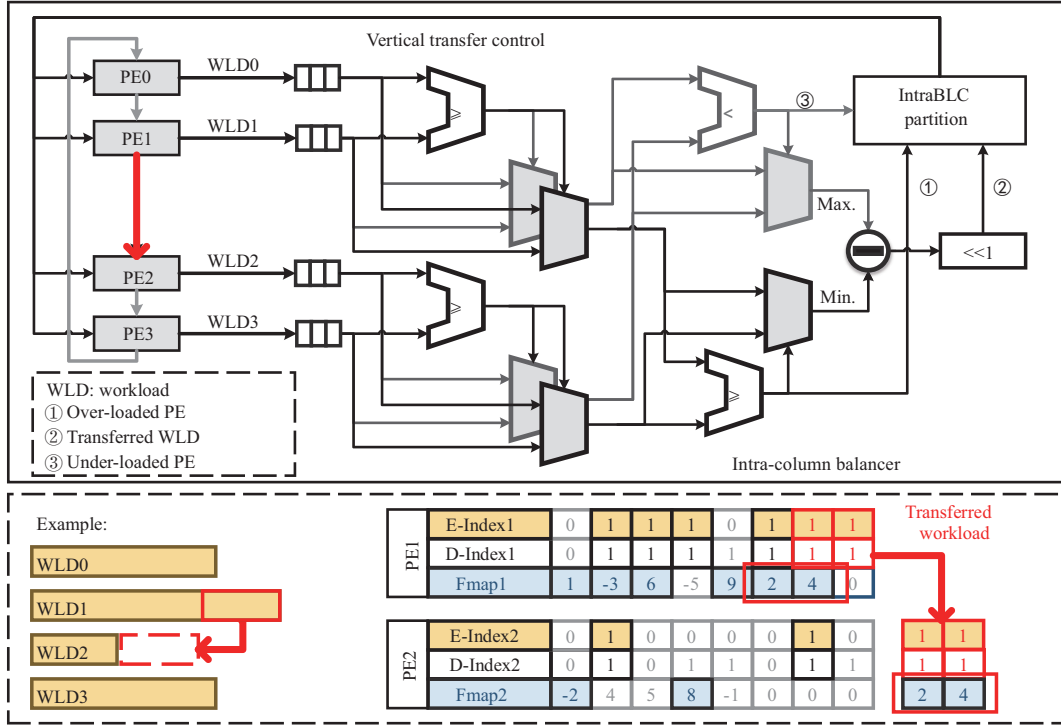 Vertical transfer control
PE0
WLD0
PE1
WLD1
PE2
WLD2
PE3
WLD3
⩾
⩾
<
⩾
③
IntraBLC
partition
①
②
Max.
Min.
<<1
WLD: workload
① Over-loaded PE
② Transferred WLD
③ Under-loaded PE
Intra-column balancer
Example:
WLD0
WLD1
WLD2
WLD3
PE1
E-Index1 0 1 1 1 0 1 1 1
D-Index1 0 1 1 1 1 1 1 1
Fmap1 1 -3 6 -5 9 2 4 0
Transferred
workload
PE2
E-Index2 0 1 0 0 0 0 1 0
D-Index2 0 1 0 1 1 0 1 1
Fmap2 -2 4 5 8 -1 0 0 0
1 1
1 1
2 4